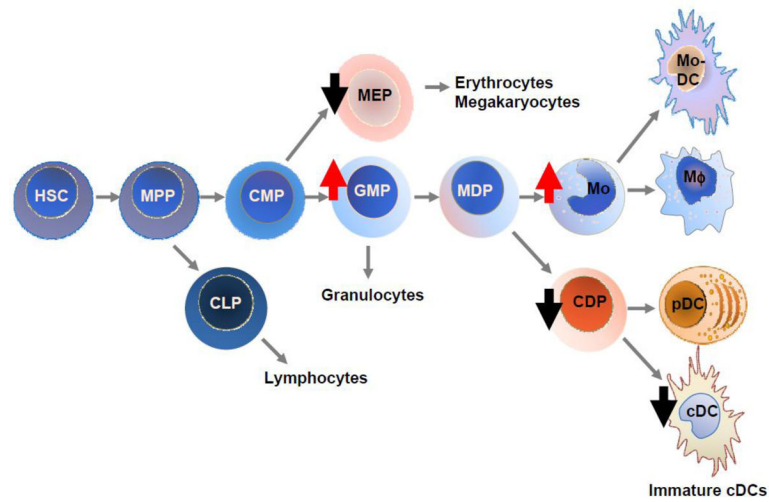 Mo-
DC
MEP
Erythrocytes
Megakaryocytes
HSC
MPP
CMP
GMP
MDP
Mo
Mϕ
CLP
Granulocytes
CDP
pDC
Lymphocytes
cDC
Immature cDCs